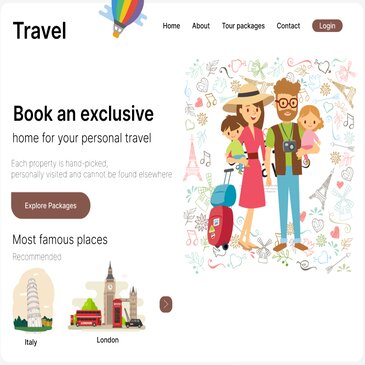 Travel
Home About Tour packages Contact Login
Book an exclusive
home for your personal travel
Each property is hand-picked,
personally visited and cannot be found elsewhere
Explore Packages
Most famous places
Recommended
Italy
London